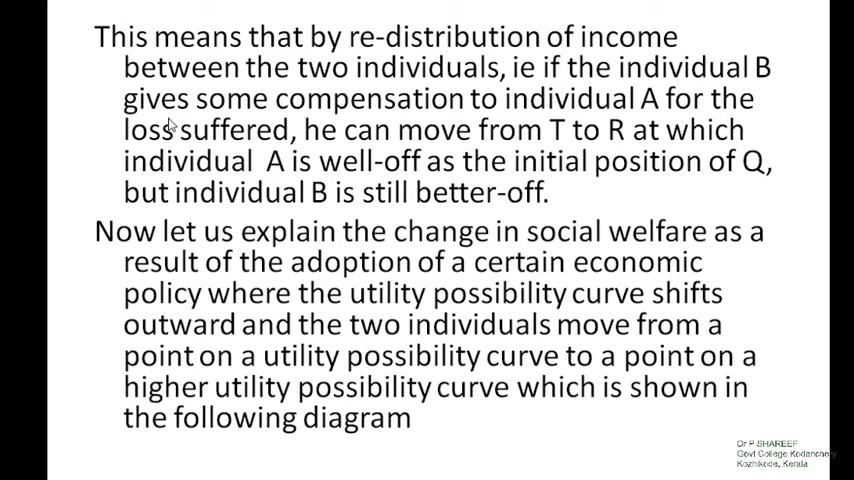 This means that by re-distribution of income
between the two individuals, ie if the individual B
gives some compensation to individual A for the
loss suffered, he can move from T to R at which
individual A is well-off as the initial position of Q,
but individual B is still better-off.
Now let us explain the change in social welfare as a
result of the adoption of a certain economic
policy where the utility possibility curve shifts
outward and the two individuals move from a
point on a utility possibility curve to a point on a
higher utility possibility curve which is shown in
the following diagram
Dr P SHAREEF
Govt College Kodanchery
Kozhikode, Kerala